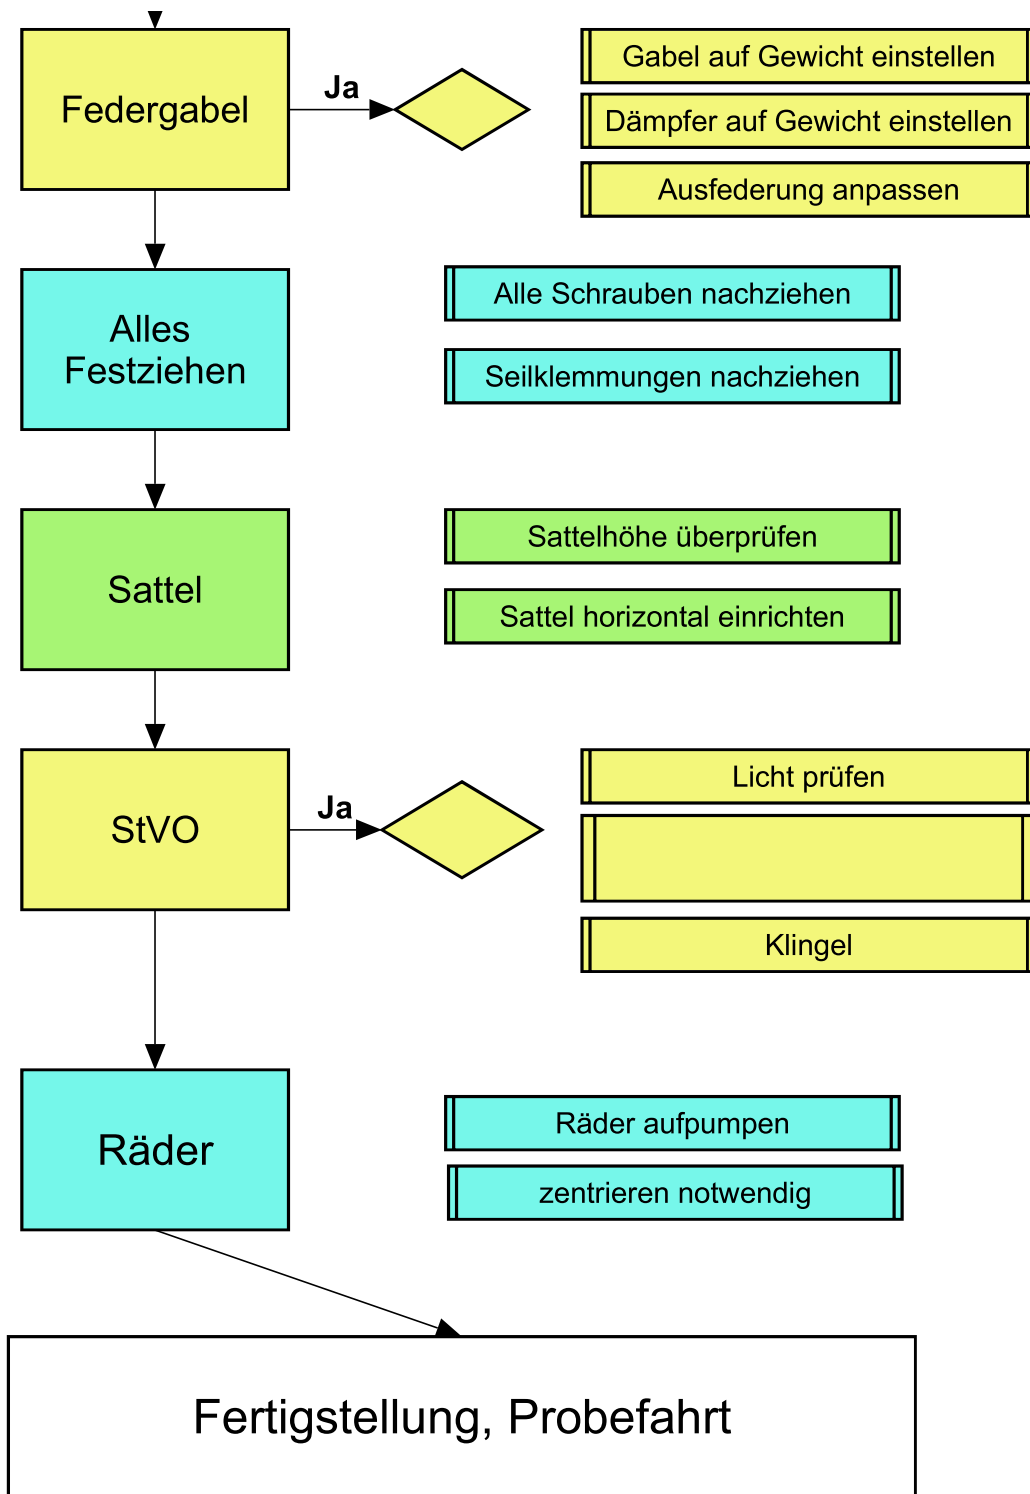 Federgabel
Ja
Gabel auf Gewicht einstellen
Dämpfer auf Gewicht einstellen
Ausfederung anpassen
Alles
Festziehen
Alle Schrauben nachziehen
Seilklemmungen nachziehen
Sattel
Sattelhöhe überprüfen
Sattel horizontal einrichten
StVO
Ja
Licht prüfen
Klingel
Räder
Räder aufpumpen
zentrieren notwendig
Fertigstellung, Probefahrt